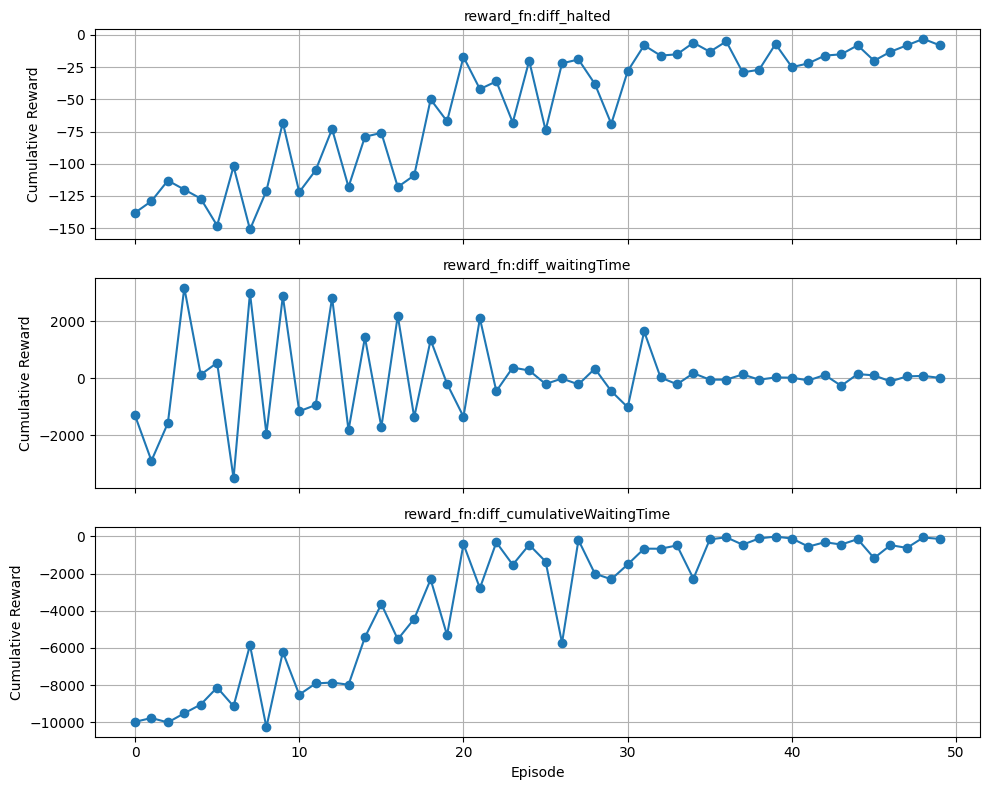 reward_fn:diff_halted
0
−25
−50
−75
−100
−125
−150
Cumulative Reward
reward_fn:diff_waitingTime
2000
0
−2000
Cumulative Reward
reward_fn:diff_cumulativeWaitingTime
0
−2000
−4000
−6000
−8000
−10000
Cumulative Reward
0 10 20 30 40 50
Episode